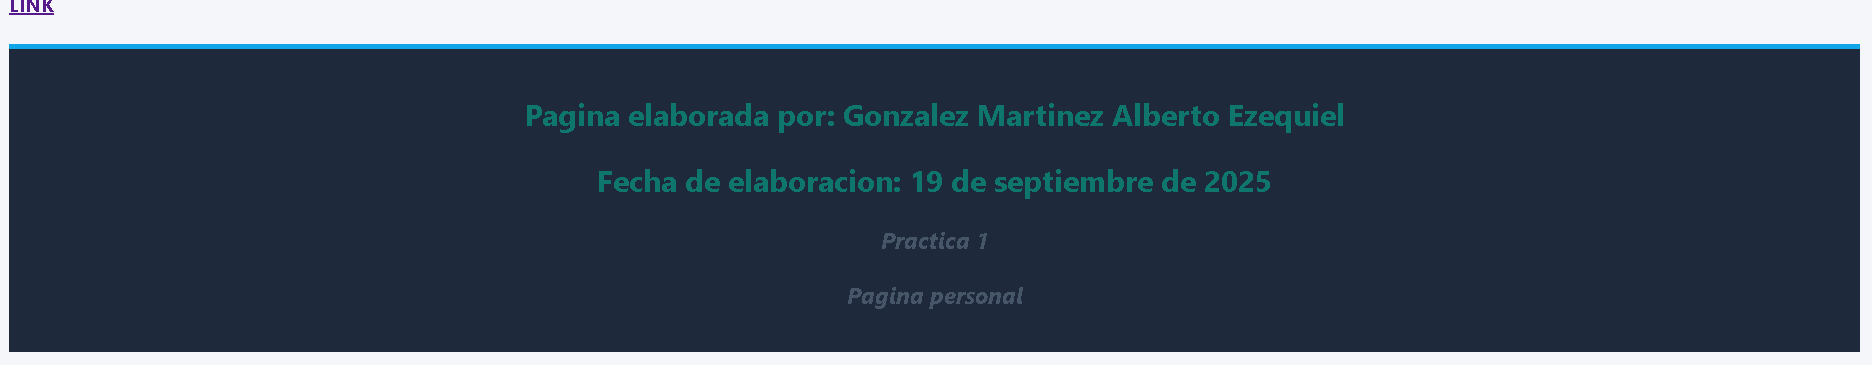 LINK
Pagina elaborada por: Gonzalez Martinez Alberto Ezequiel
Fecha de elaboracion: 19 de septiembre de 2025
Practica 1
Pagina personal